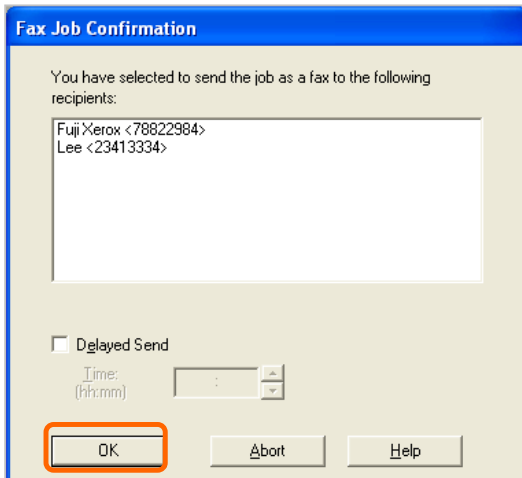 Fax Job Confirmation
You have selected to send the job as a fax to the following
recipients:
Fuji Xerox <78822984>
Lee <23413334>
Delayed Send
Time:
(hh:mm)
:
OK Abort Help